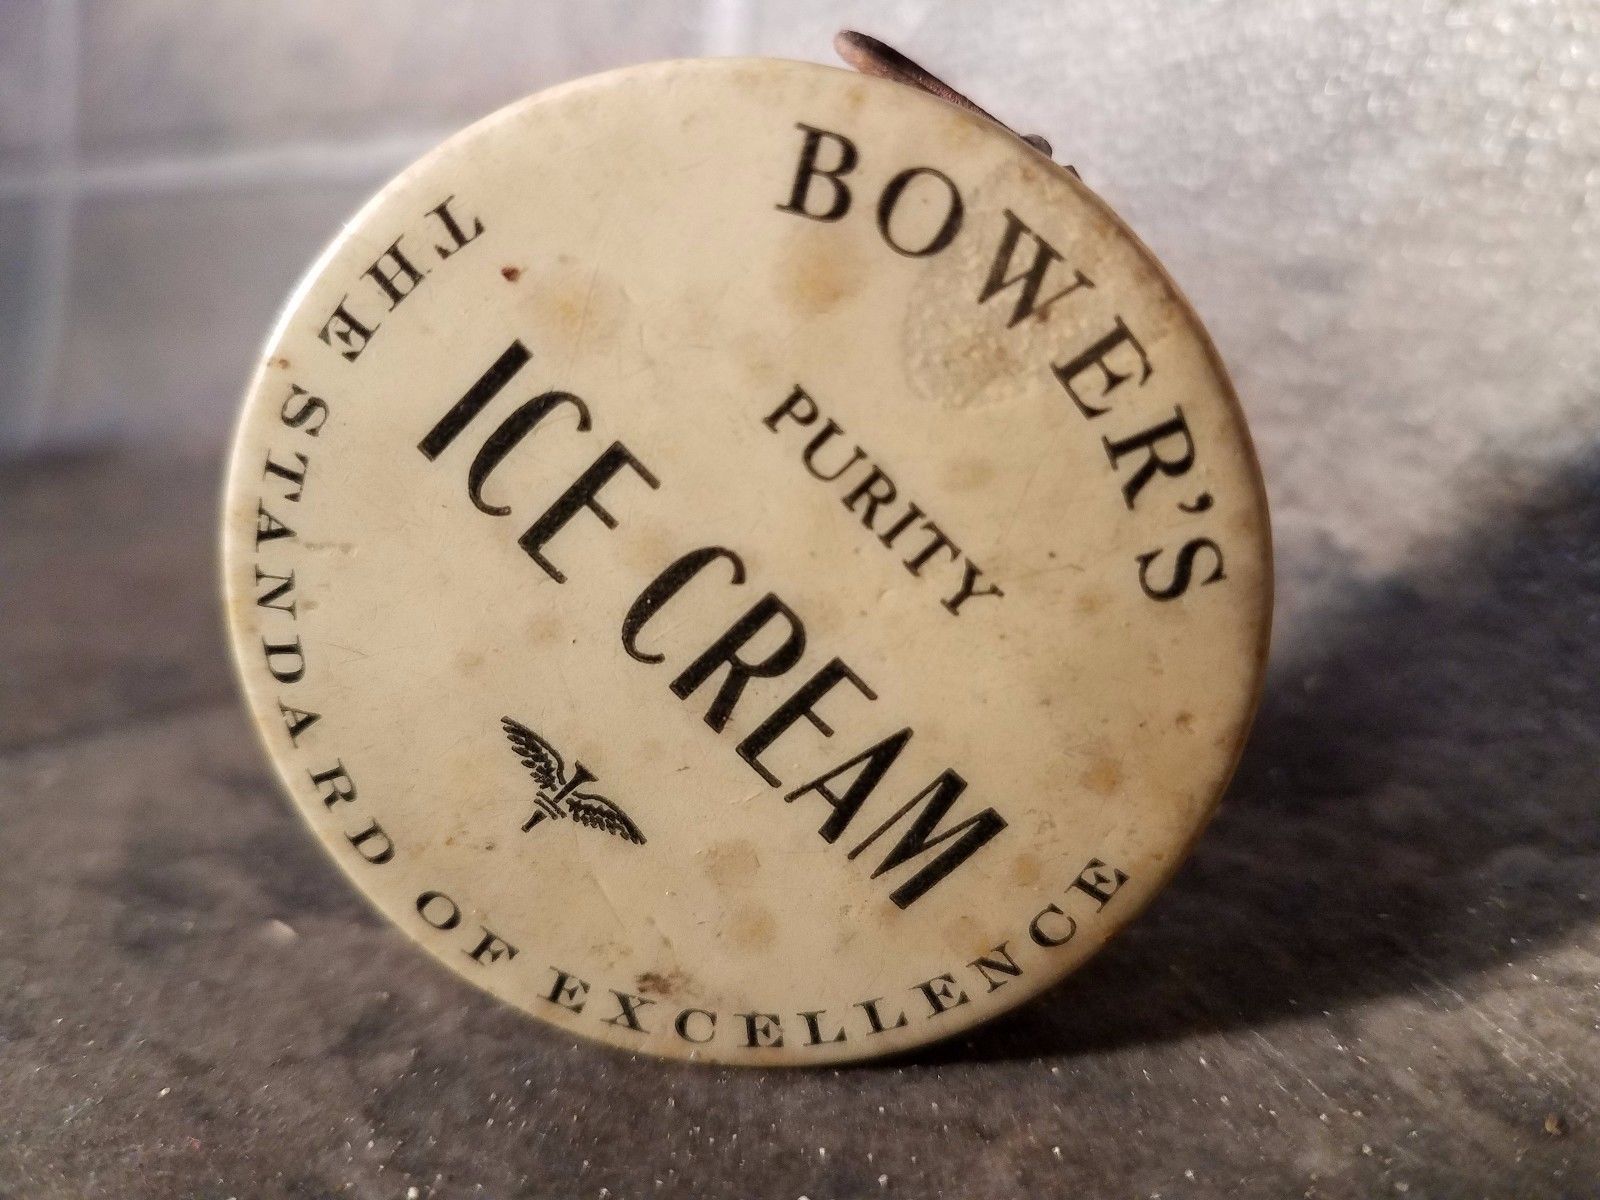 BOWER'S
PURITY
ICE CREAM
THE STANDARD OF EXCELLENCE